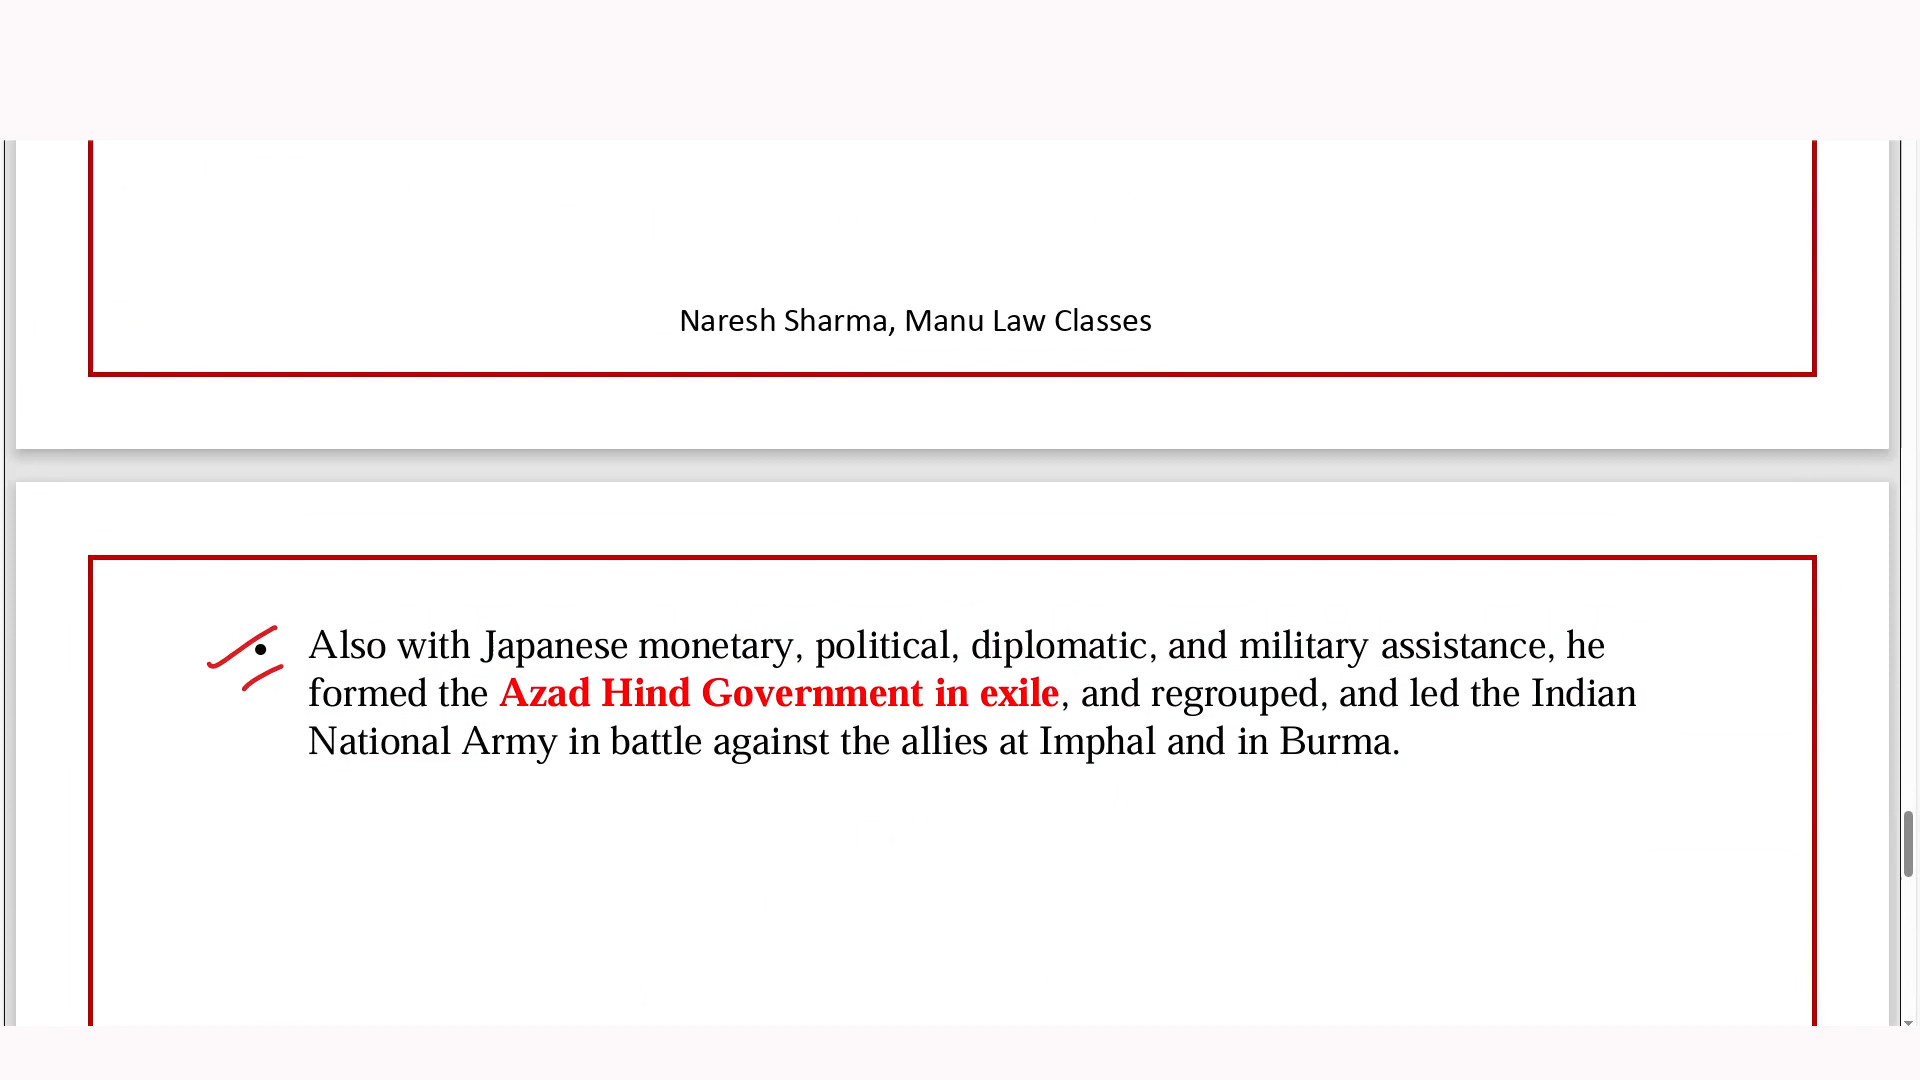 Naresh Sharma, Manu Law Classes
• Also with Japanese monetary, political, diplomatic, and military assistance, he
formed the Azad Hind Government in exile, and regrouped, and led the Indian
National Army in battle against the allies at Imphal and in Burma.